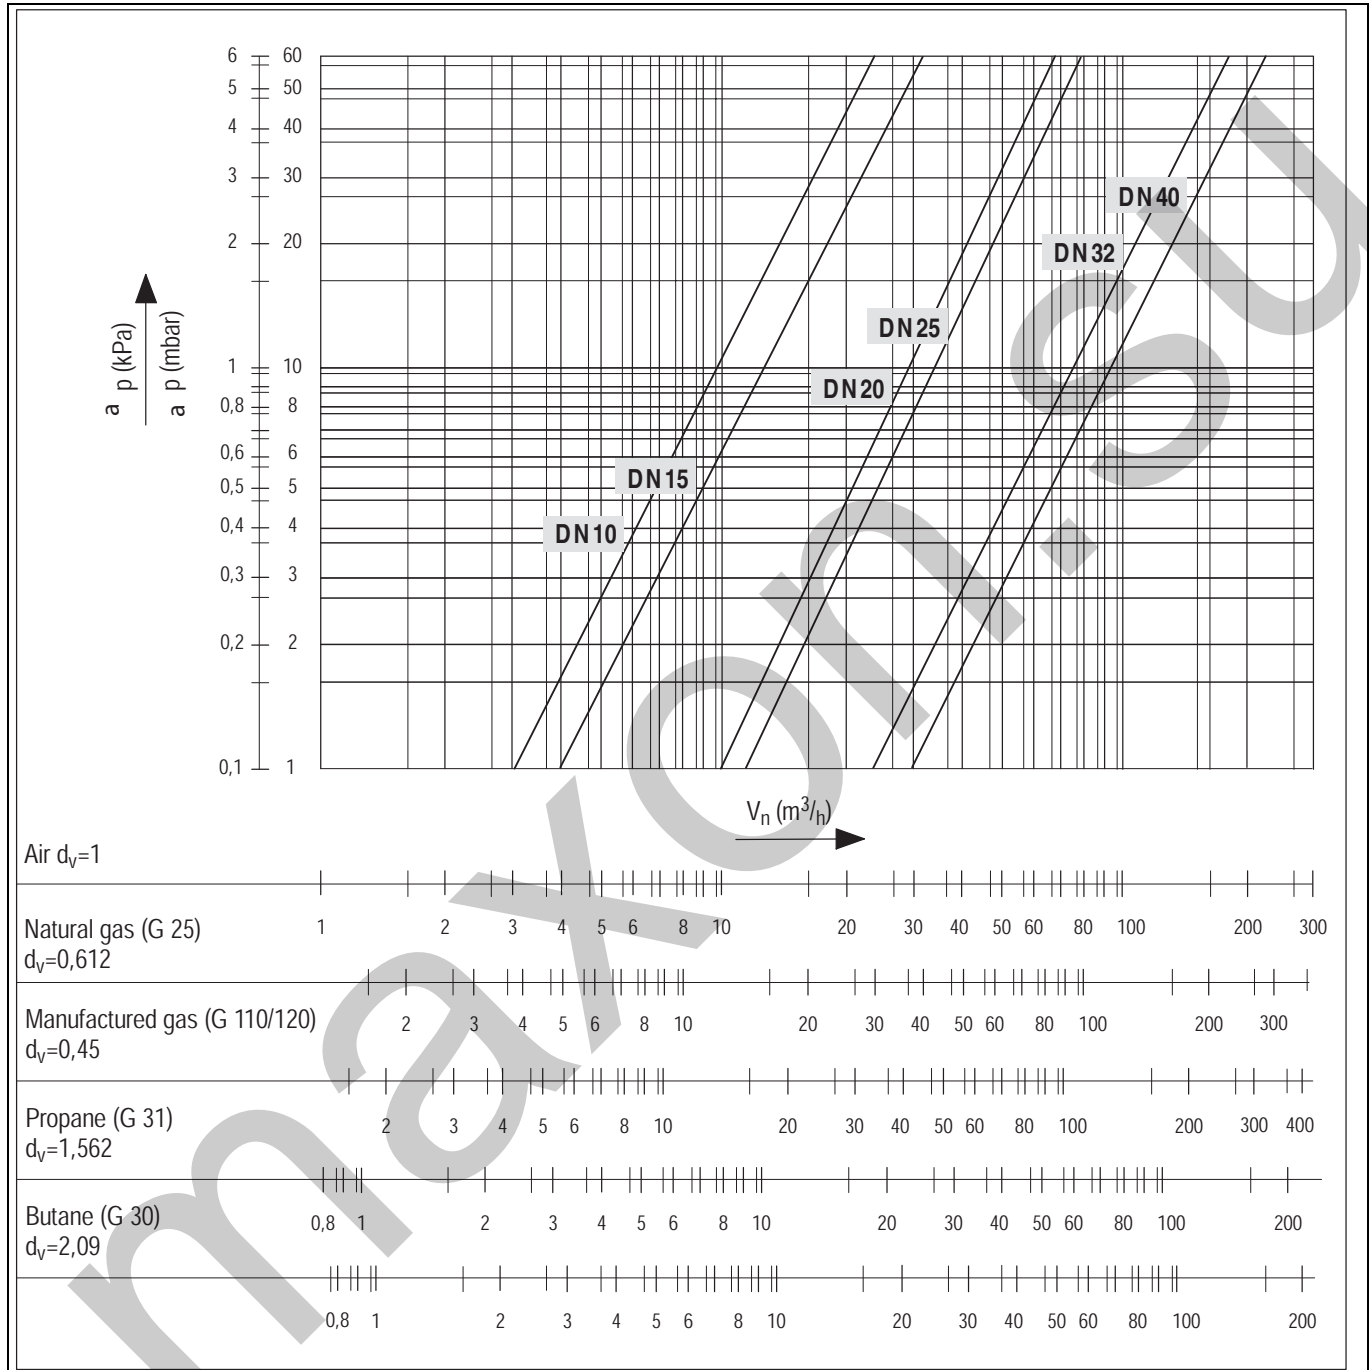 6 60
5 50
4 40
3 30
2 20
1 10
0,8 8
0,6 6
0,5 5
0,4 4
0,3 3
0,2 2
0,1 1
a p (kPa)
a p (mbar)
DN40
DN32
DN25
DN20
DN15
DN10
Vn (m³/h)
Air dv=1
1 2 3 4 5 6 8 10 20 30 40 50 60 80 100 200 300
Natural gas (G 25)
dv=0,612
2 3 4 5 6 8 10 20 30 40 50 60 80 100 200 300
Manufactured gas (G 110/120)
dv=0,45
2 3 4 5 6 8 10 20 30 40 50 60 80 100 200 300 400
Propane (G 31)
dv=1,562
0,8 1 2 3 4 5 6 8 10 20 30 40 50 60 80 100 200
Butane (G 30)
dv=2,09
0,8 1 2 3 4 5 6 8 10 20 30 40 50 60 80 100 200
maxon.su